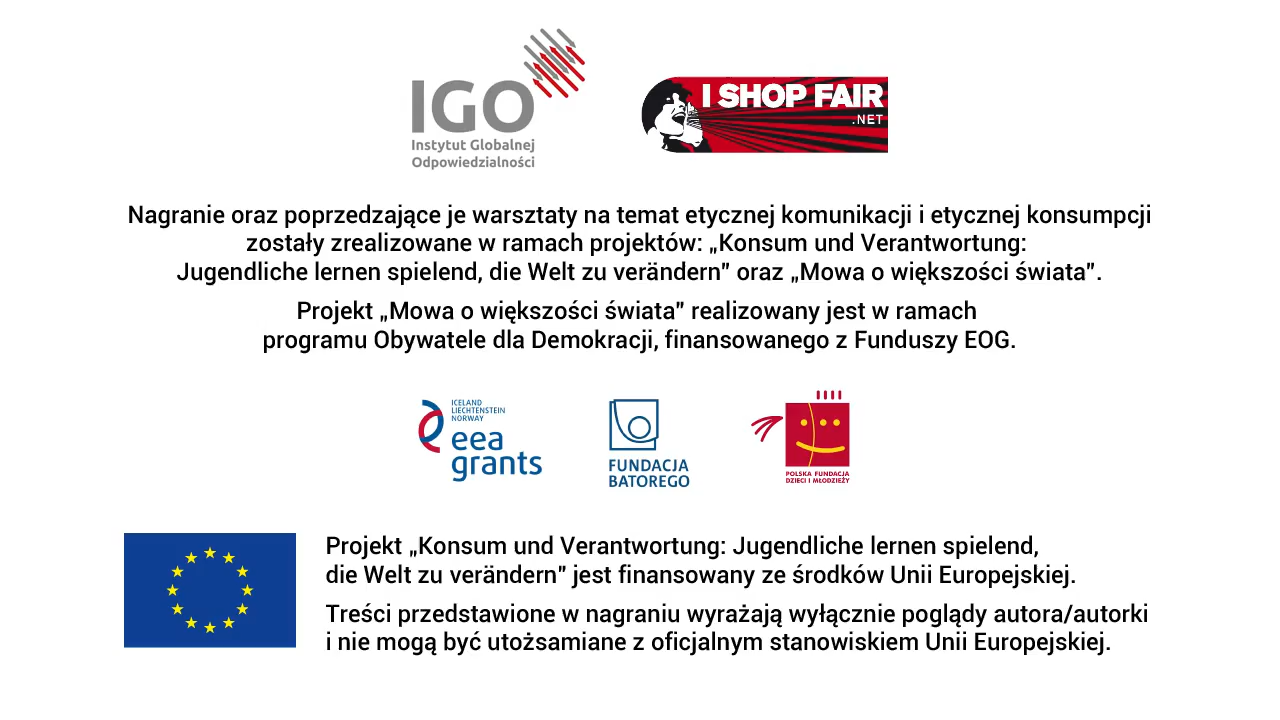 IGO
Instytut Globalnej
Odpowiedzialności
I SHOP FAIR
.NET
Nagranie oraz poprzedzające je warsztaty na temat etycznej komunikacji i etycznej konsumpcji
zostały zrealizowane w ramach projektów: „Konsum und Verantwortung:
Jugendliche lernen spielend, die Welt zu verändern" oraz „Mowa o większości świata".
Projekt „Mowa o większości świata" realizowany jest w ramach
programu Obywatele dla Demokracji, finansowanego z Funduszy EOG.
ICELAND
LIECHTENSTEIN
NORWAY
eea
grants
FUNDACJA
BATOREGO
POLSKA FUNDACJA
DZIECI I MŁODZIEŻY
Projekt „Konsum und Verantwortung: Jugendliche lernen spielend,
die Welt zu verändern" jest finansowany ze środków Unii Europejskiej.
Treści przedstawione w nagraniu wyrażają wyłącznie poglądy autora/autorki
i nie mogą być utożsamiane z oficjalnym stanowiskiem Unii Europejskiej.